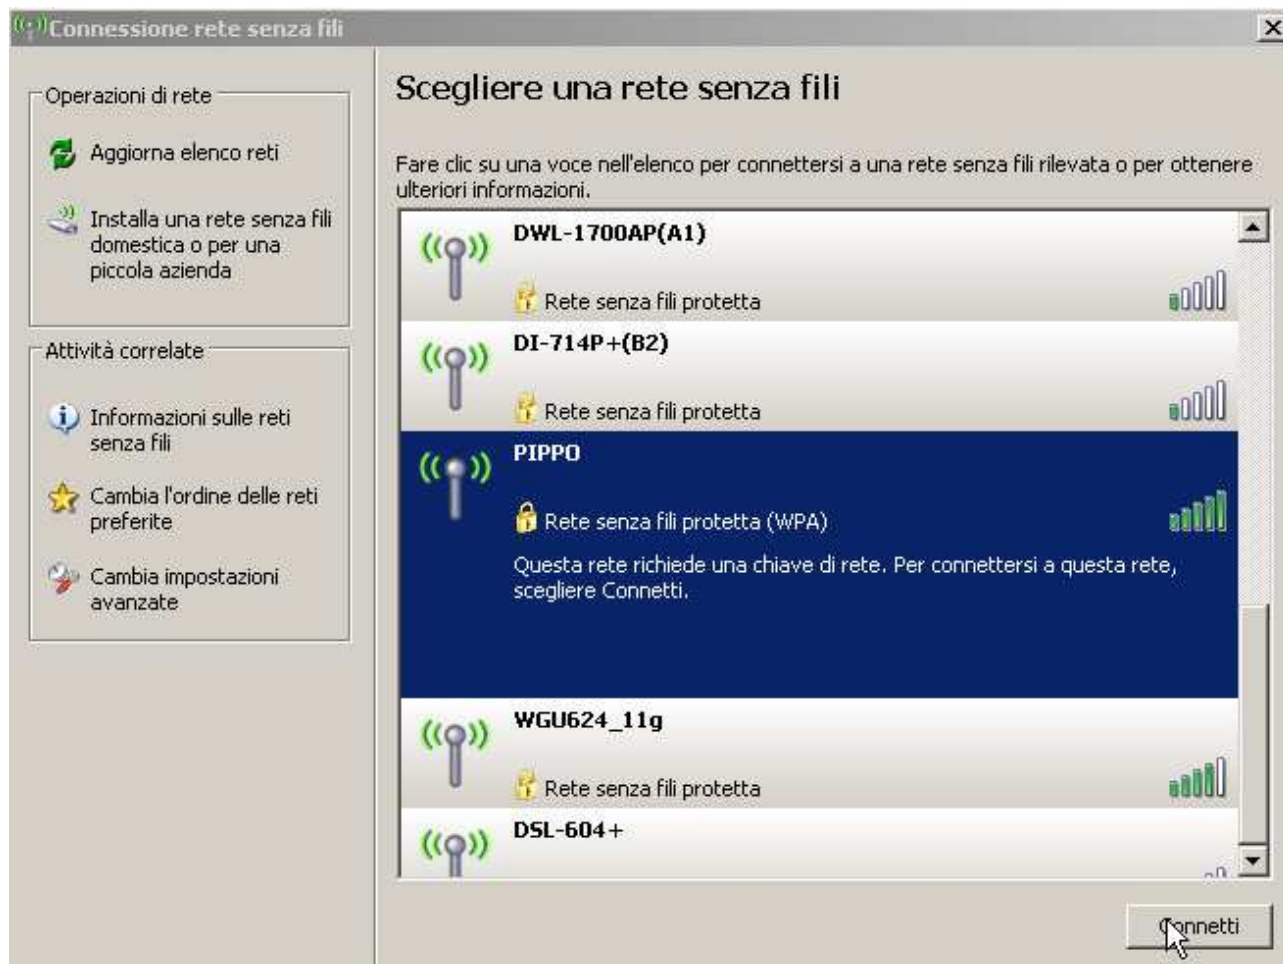 Connessione rete senza fili
Operazioni di rete
Aggiorna elenco reti
Installa una rete senza fili
domestica o per una
piccola azienda
Attività correlate
Informazioni sulle reti
senza fili
Cambia l'ordine delle reti
preferite
Cambia impostazioni
avanzate
Scegliere una rete senza fili
Fare clic su una voce nell'elenco per connettersi a una rete senza fili rilevata o per ottenere
ulteriori informazioni.
DWL-1700AP(A1)
Rete senza fili protetta
DI-714P+(B2)
Rete senza fili protetta
PIPPO
Rete senza fili protetta (WPA)
Questa rete richiede una chiave di rete. Per connettersi a questa rete,
scegliere Connetti.
WGU624_11g
Rete senza fili protetta
DSL-604+
Connetti